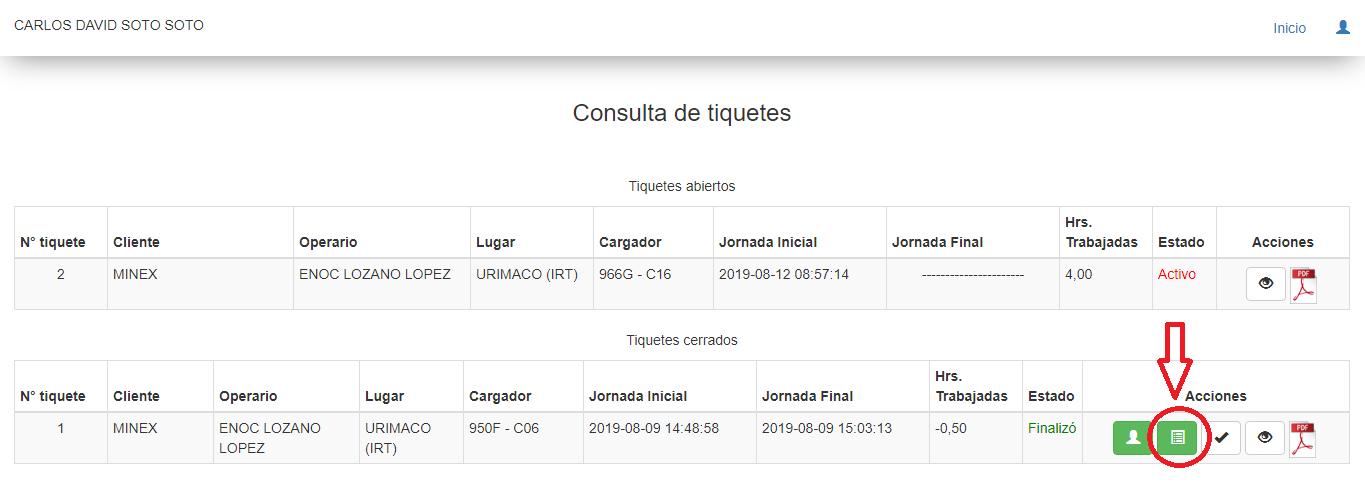 CARLOS DAVID SOTO SOTO
Inicio
Consulta de tiquetes
Tiquetes abiertos
N° tiquete Cliente Operario Lugar Cargador Jornada Inicial Jornada Final Hrs. Trabajadas Estado Acciones
2 MINEX ENOC LOZANO LOPEZ URIMACO (IRT) 966G - C16 2019-08-12 08:57:14 ---------------------- 4,00 Activo PDF
Tiquetes cerrados
N° tiquete Cliente Operario Lugar Cargador Jornada Inicial Jornada Final Hrs. Trabajadas Estado Acciones
1 MINEX ENOC LOZANO LOPEZ URIMACO (IRT) 950F - C06 2019-08-09 14:48:58 2019-08-09 15:03:13 -0,50 Finalizó PDF